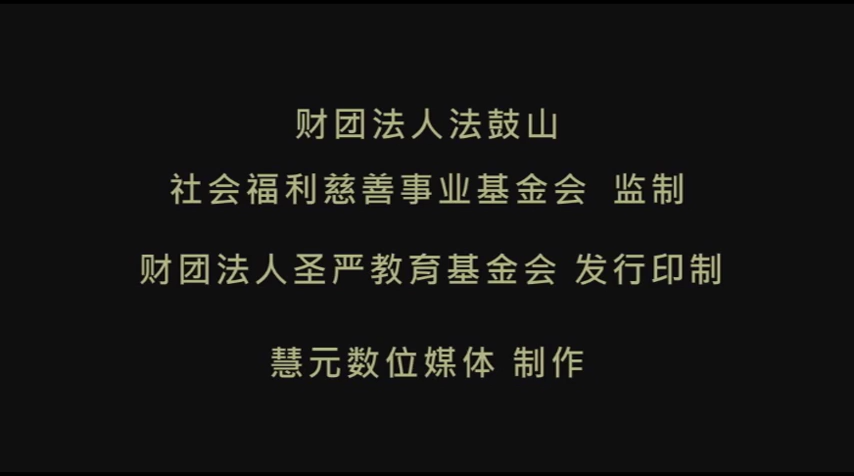 财团法人法鼓山
社会福利慈善事业基金会 监制
财团法人圣严教育基金会 发行印制
慧元数位媒体 制作